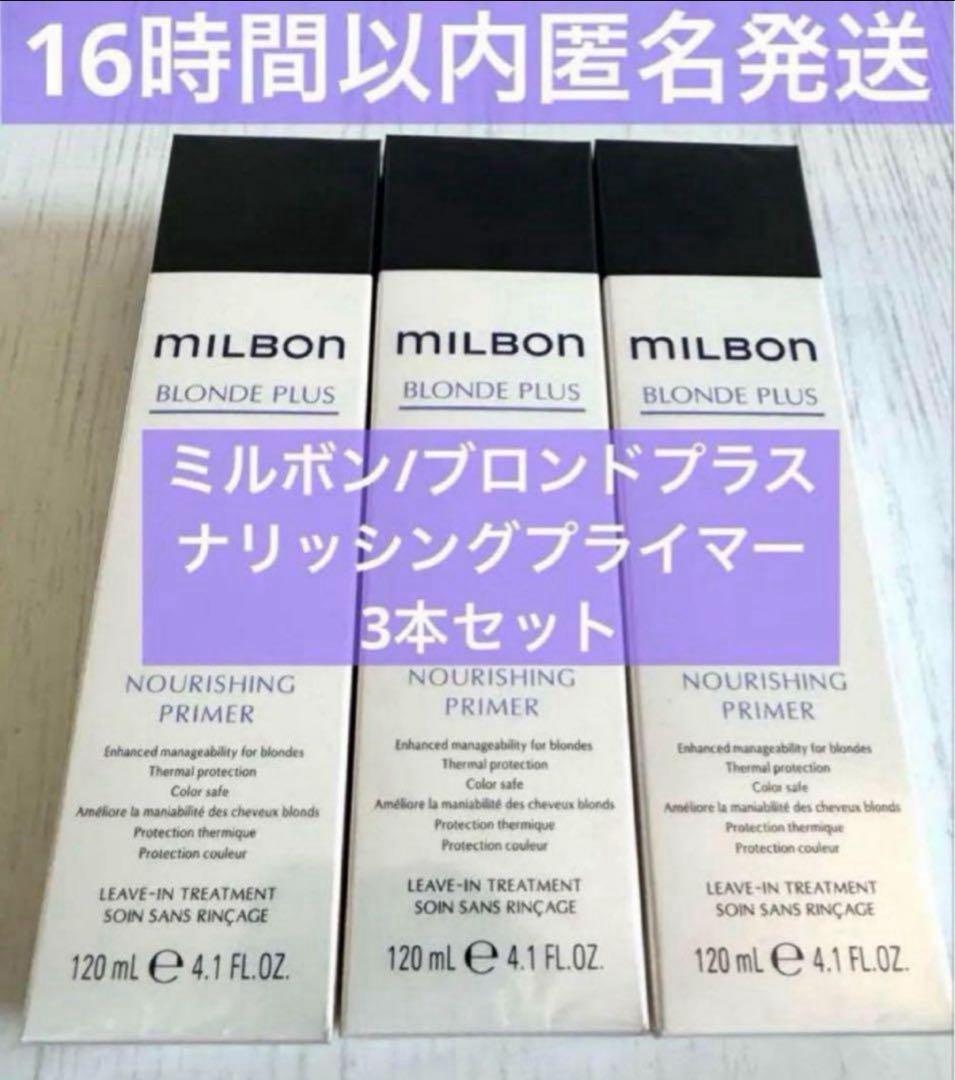 16時間以内匿名発送
MILBON
BLONDE PLUS
MILBON
BLONDE PLUS
MILBON
BLONDE PLUS
ミルボン/ブロンドプラス
ナリッシングプライマー
3本セット
NOURISHING
PRIMER
Enhanced manageability for blondes
Thermal protection
Color safe
Améliore la maniabilité des cheveux blonds
Protection thermique
Protection couleur
LEAVE-IN TREATMENT
SOIN SANS RINÇAGE
120 mL e 4.1 FL.OZ.
NOURISHING
PRIMER
Enhanced manageability for blondes
Thermal protection
Color safe
Améliore la maniabilité des cheveux blonds
Protection thermique
Protection couleur
LEAVE-IN TREATMENT
SOIN SANS RINÇAGE
120 mL e 4.1 FL.OZ.
NOURISHING
PRIMER
Enhanced manageability for blondes
Thermal protection
Color safe
Améliore la maniabilité des cheveux blonds
Protection thermique
Protection couleur
LEAVE-IN TREATMENT
SOIN SANS RINÇAGE
120 mL e 4.1 FL.OZ.